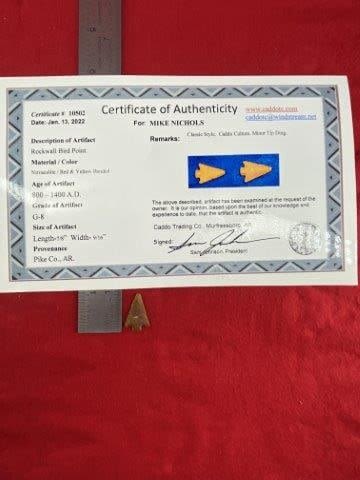 Certificate # 10502
Certificate of Authenticity
www.caddotc.com
caddotc@windstream.net
Date: Jan. 13, 2022
For: MIKE NICHOLS
Description of Artifact
Rockwall Bird Point
Material / Color
Novaculite / Red & Yellow Banded
Age of Artifact
800 - 1400 A.D.
Grade of Artifact
G-8
Size of Artifact
Provenance
Pike Co., AR.
Remarks: Classic Style, Caddo Culture. Minor Tip Ding.
The above described, artifact has been examined at the request of the
owner. It is our opinion, based upon the best of our knowledge and
experience to date, that the artifact is authentic.
Caddo Trading Co. Murfreesboro, AR
Signed:
Sam Johnson, President